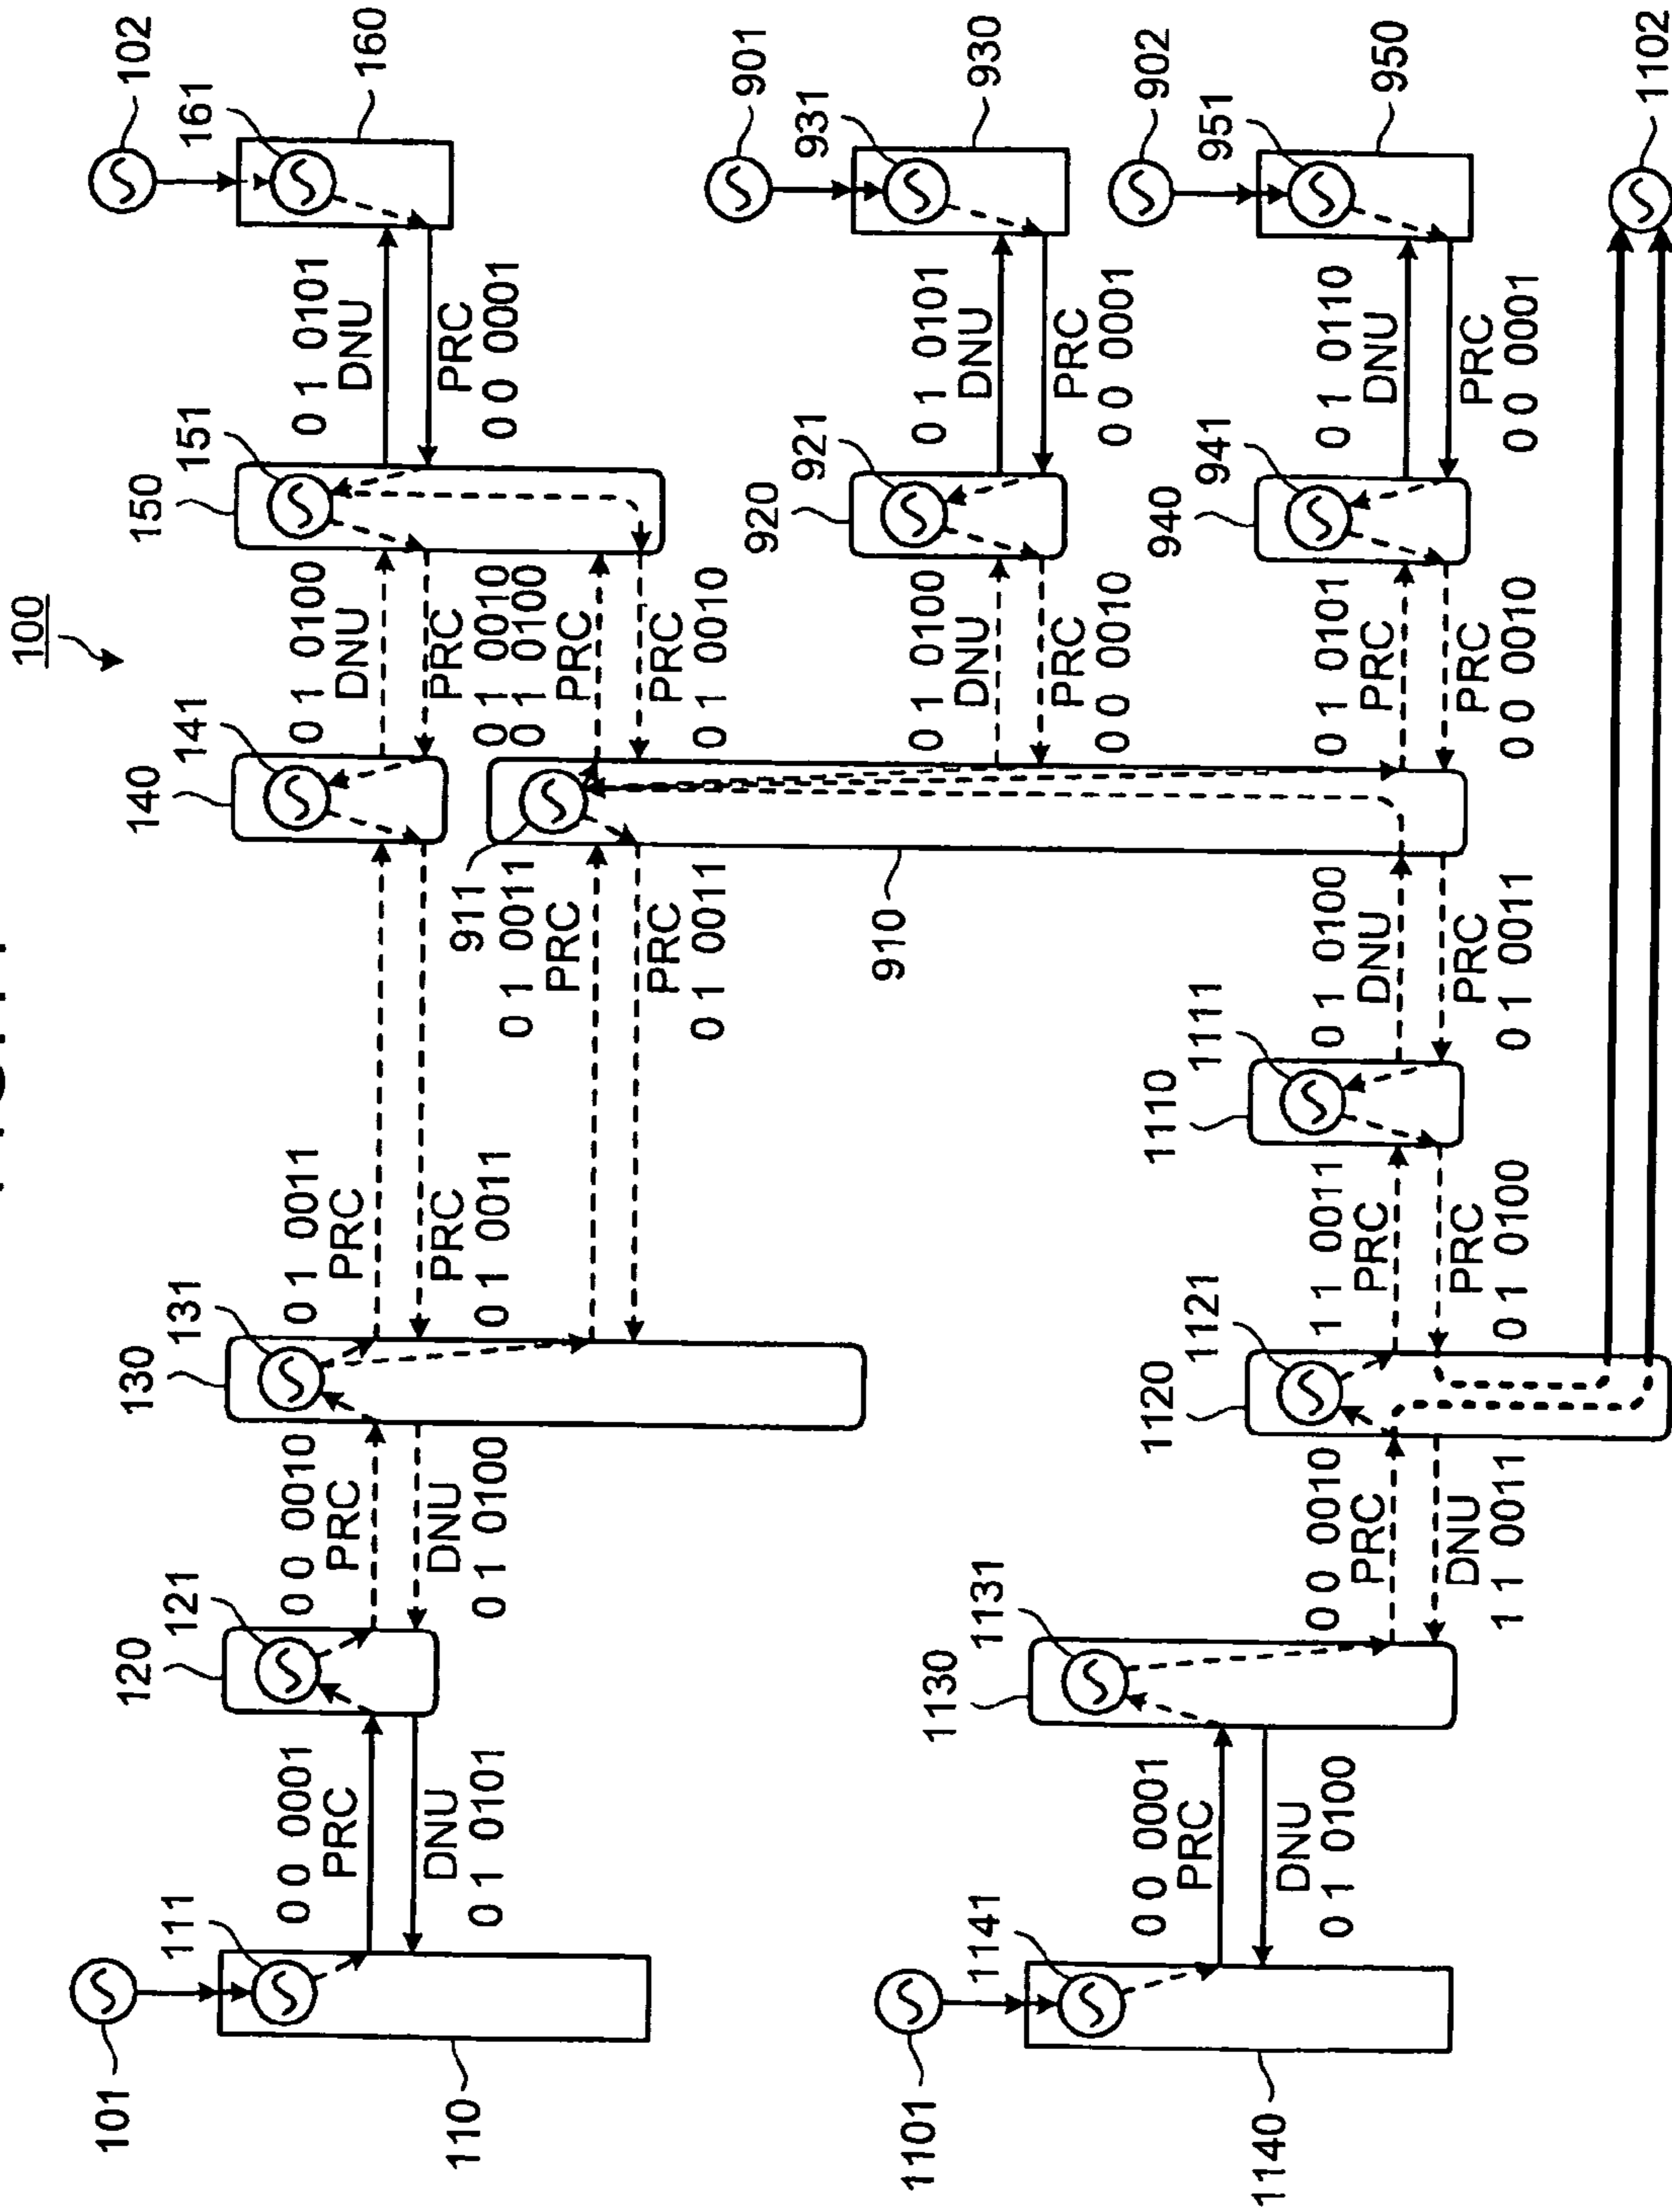 100
101
111
110
0 0 0001
PRC
DNU
0 1 0101
120
121
0 0 0010
PRC
DNU
0 1 0100
130
131
0 1 0011
PRC
PRC
0 1 0011
140
141
0 1 0100
DNU
PRC
0 1 0010
150
151
0 1 0101
DNU
PRC
0 0 0001
102
161
160
911
0 1 0011
PRC
PRC
0 1 0011
910
0 1 0100
PRC
PRC
0 1 0010
0 1 0100
DNU
PRC
0 0 0010
920
921
0 1 0101
DNU
PRC
0 0 0001
901
931
930
1101
1141
1140
0 0 0001
PRC
DNU
0 1 0100
1130
1131
0 0 0010
PRC
DNU
1 1 0011
1120
1121
1 1 0011
PRC
PRC
0 1 0100
1110
1111
0 1 0100
DNU
PRC
0 1 0011
0 1 0101
PRC
PRC
0 0 0010
940
941
0 1 0110
DNU
PRC
0 0 0001
902
951
950
1102